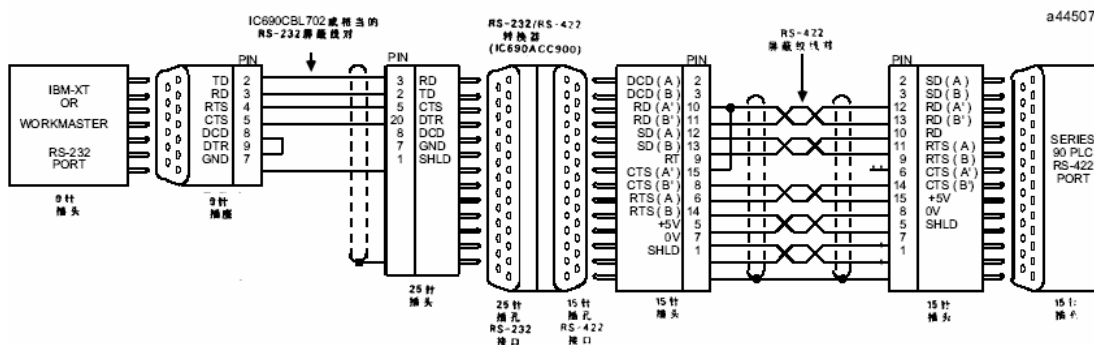 a44507
IC690CBL702或相当的
RS-232屏蔽线对
RS-232/RS-422
转换器
(IC690ACC900)
RS-422
屏蔽绞线对
IBM-XT
OR
WORKMASTER
RS-232
PORT
9针
插头
PIN
TD 2
RD 3
RTS 4
CTS 5
DCD 8
DTR 9
GND 7
9针
插座
PIN
3 RD
2 TD
5 CTS
20 DTR
8 DCD
7 GND
1 SHLD
25针
插头
25针
插孔
RS-232
接口
15针
插孔
RS-422
接口
PIN
DCD (A) 2
DCD (B) 3
RD (A') 10
RD (B') 11
SD (A) 12
SD (B) 13
RT 9
CTS (A') 15
CTS (B') 8
RTS (A) 6
RTS (B) 14
+5V 5
0V 7
SHLD 1
15针
插头
PIN
2 SD (A)
3 SD (B)
12 RD (A')
13 RD (B')
10 RD
11 RTS (A)
9 RTS (B)
6 CTS (A')
14 CTS (B')
15 +5V
8 0V
5 SHLD
7
1
15针
插头
SERIES
90 PLC
RS-422
PORT